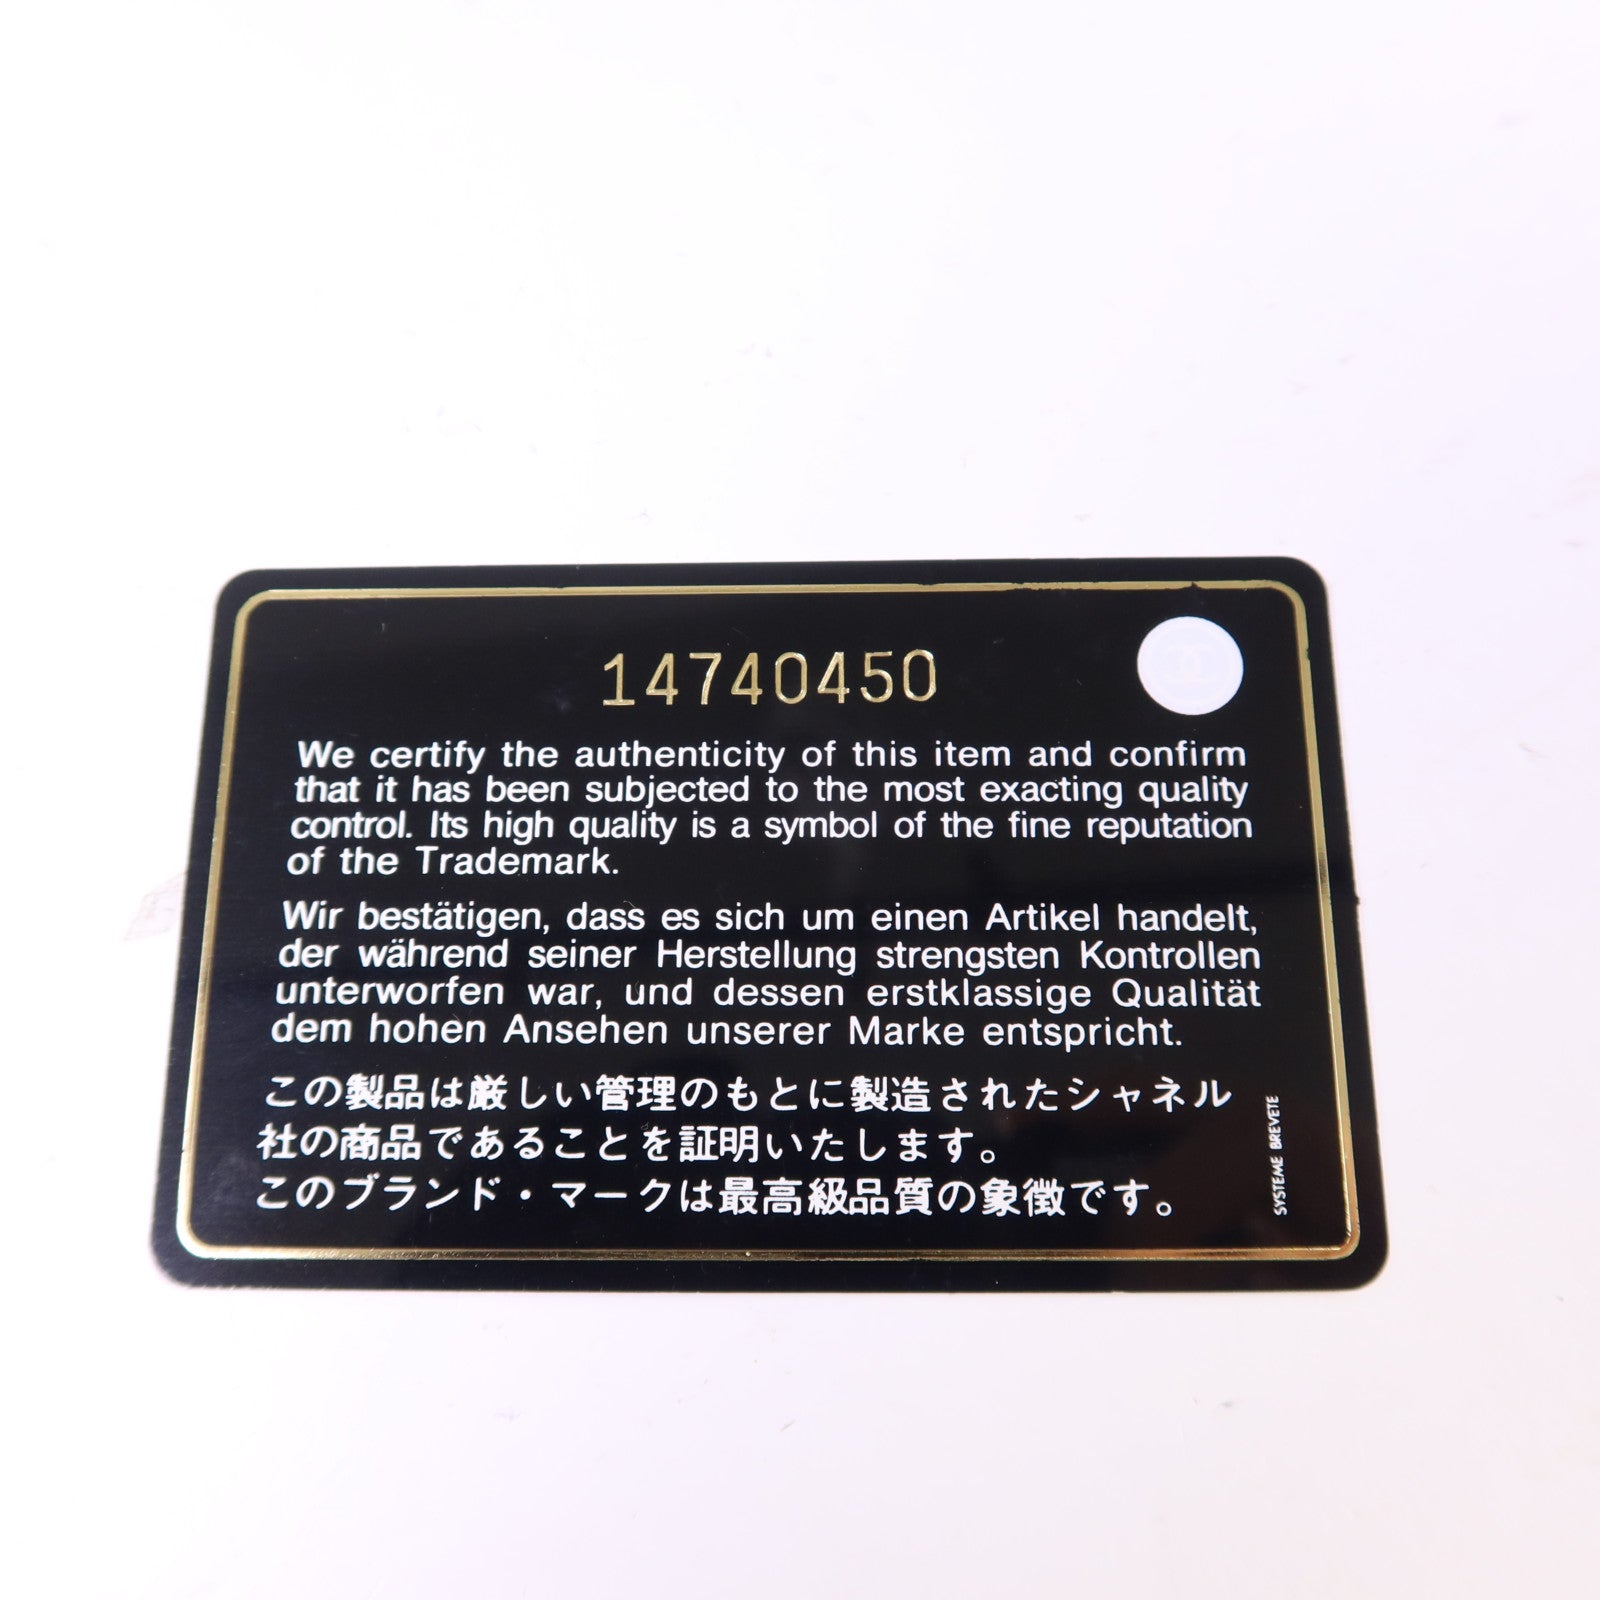 14740450
We certify the authenticity of this item and confirm
that it has been subjected to the most exacting quality
control. Its high quality is a symbol of the fine reputation
of the Trademark.
Wir bestätigen, dass es sich um einen Artikel handelt,
der während seiner Herstellung strengsten Kontrollen
unterworfen war, und dessen erstklassige Qualität
dem hohen Ansehen unserer Marke entspricht.
この製品は厳しい管理のもとに製造されたシャネル
社の商品であることを証明いたします。
このブランド・マークは最高級品質の象徴です。
SYSTEME BREVETE